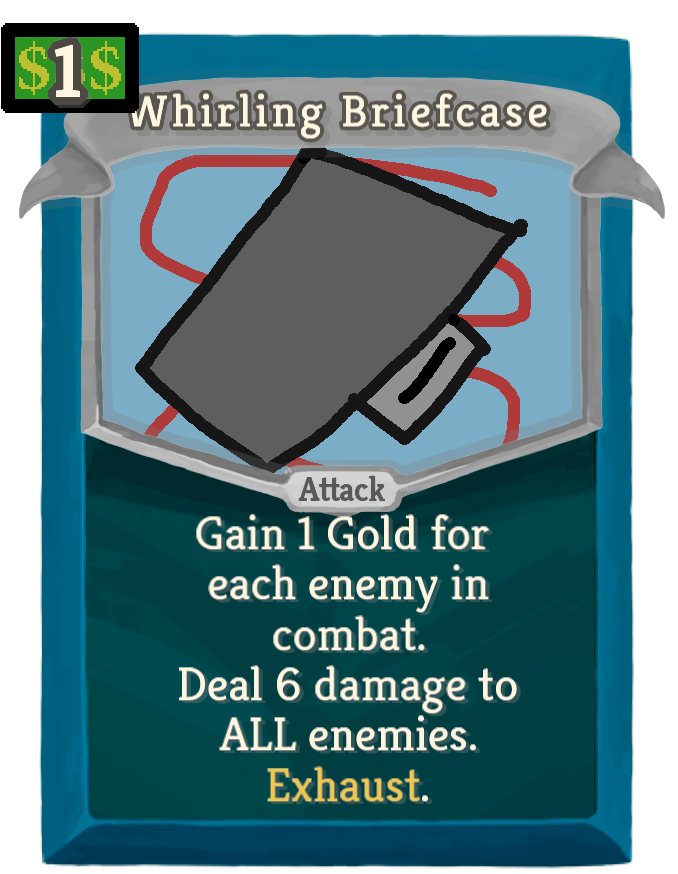 $1$
Whirling Briefcase
Attack
Gain 1 Gold for
each enemy in
combat.
Deal 6 damage to
ALL enemies.
Exhaust.